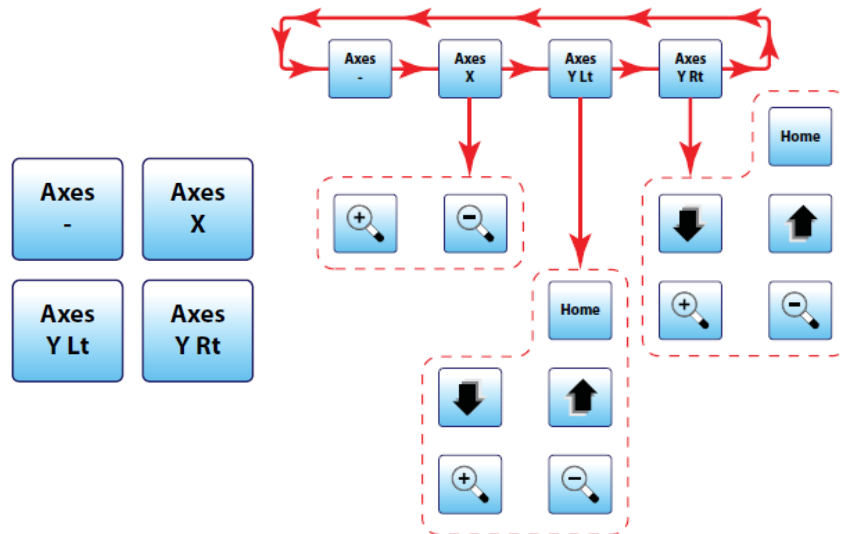 Axes
-
Axes
X
Axes
Y Lt
Axes
Y Rt
Home
Axes
-
Axes
X
Axes
Y Lt
Axes
Y Rt
Home